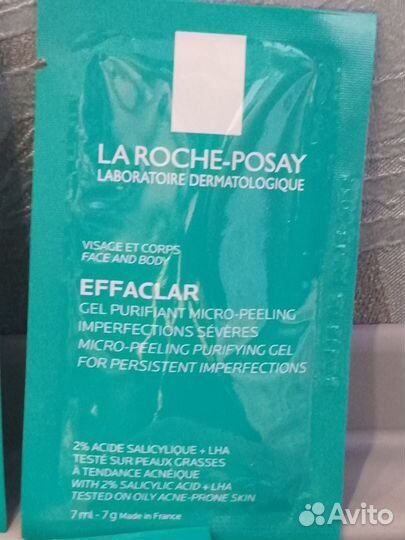 LA ROCHE-POSAY
LABORATOIRE DERMATOLOGIQUE
VISAGE ET CORPS
FACE AND BODY
EFFACLAR
GEL PURIFIANT MICRO-PEELING
IMPERFECTIONS SÉVÈRES
MICRO-PEELING PURIFYING GEL
FOR PERSISTENT IMPERFECTIONS
2% ACIDE SALICYLIQUE + LHA
TESTÉ SUR PEAUX GRASSES
À TENDANCE ACNÉIQUE
WITH 2% SALICYLIC ACID + LHA
TESTED ON OILY ACNE-PRONE SKIN
7 ml - 7 g Made in France
Avito